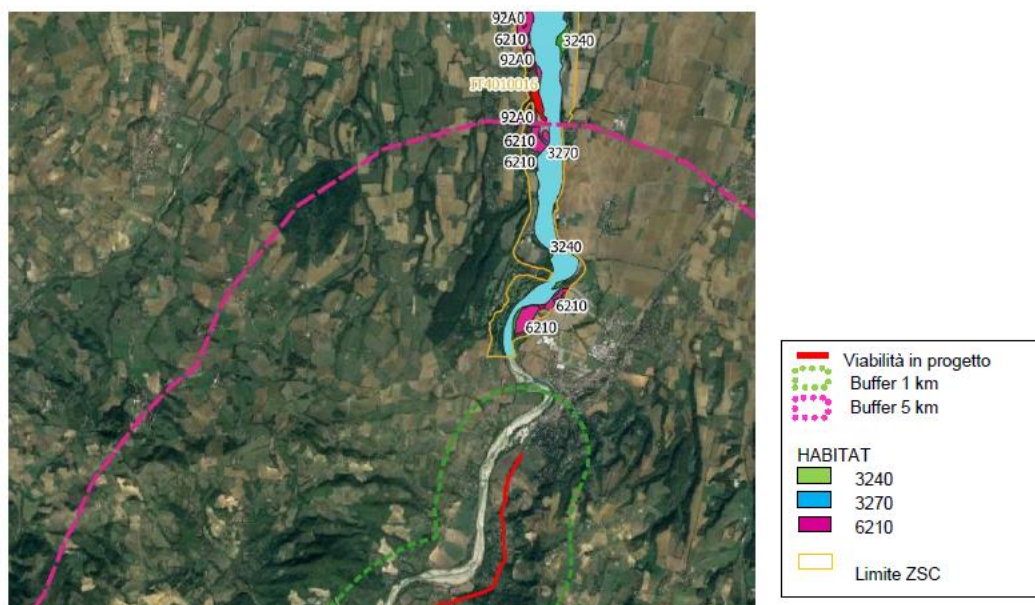 92A0
6210
3240
92A0
IT4010016
92A0
6210
3270
6210
3240
6210
6210
Viabilità in progetto
Buffer 1 km
Buffer 5 km
HABITAT
3240
3270
6210
Limite ZSC